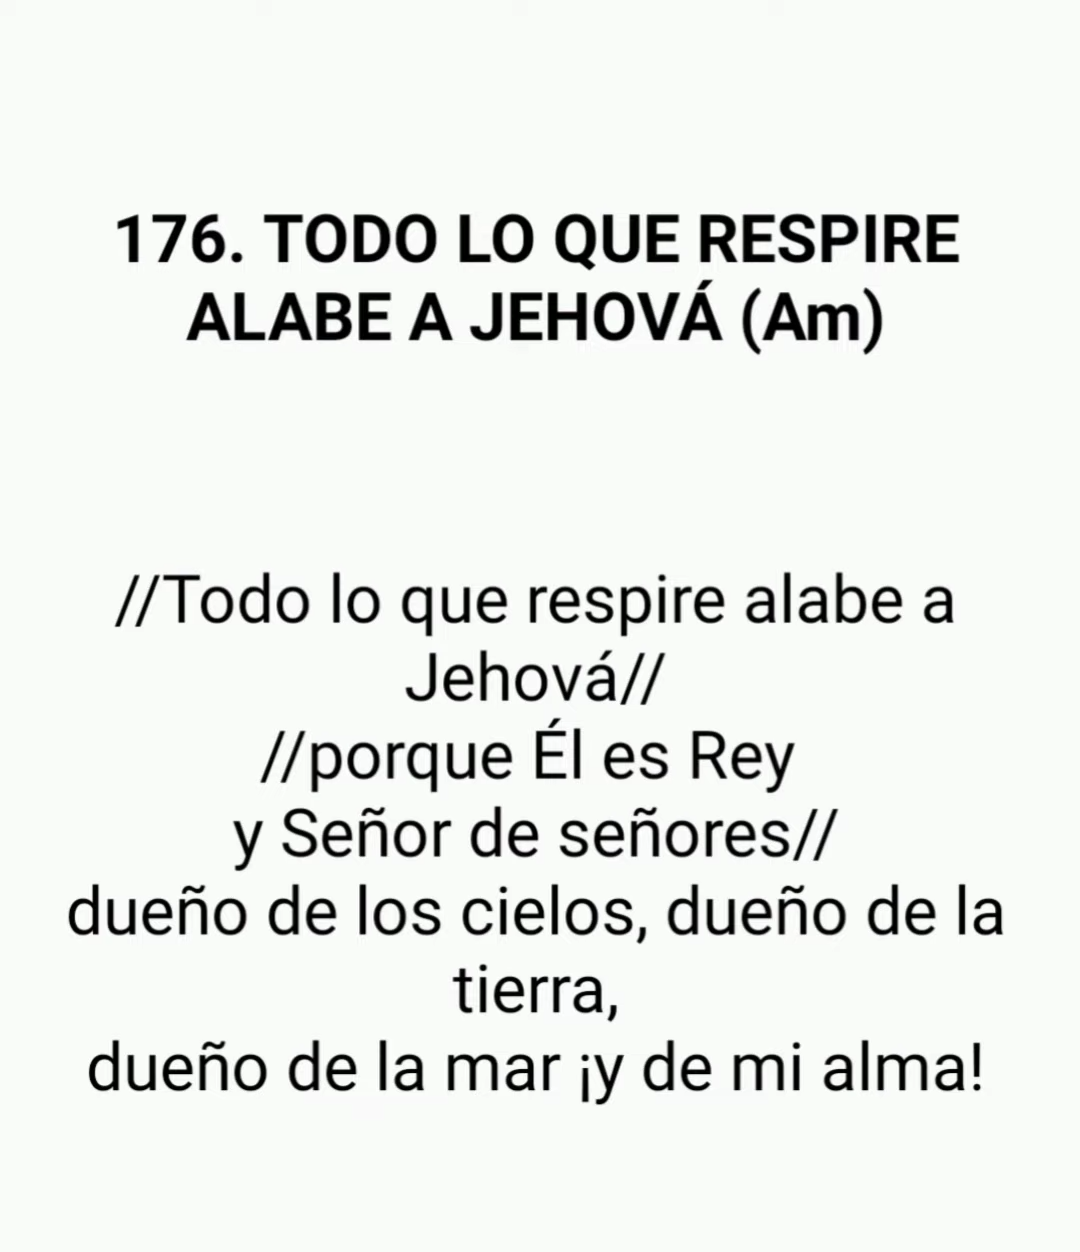 176. TODO LO QUE RESPIRE
ALABE A JEHOVÁ (Am)
//Todo lo que respire alabe a
Jehová//
//porque Él es Rey
y Señor de señores//
dueño de los cielos, dueño de la
tierra,
dueño de la mar ¡y de mi alma!